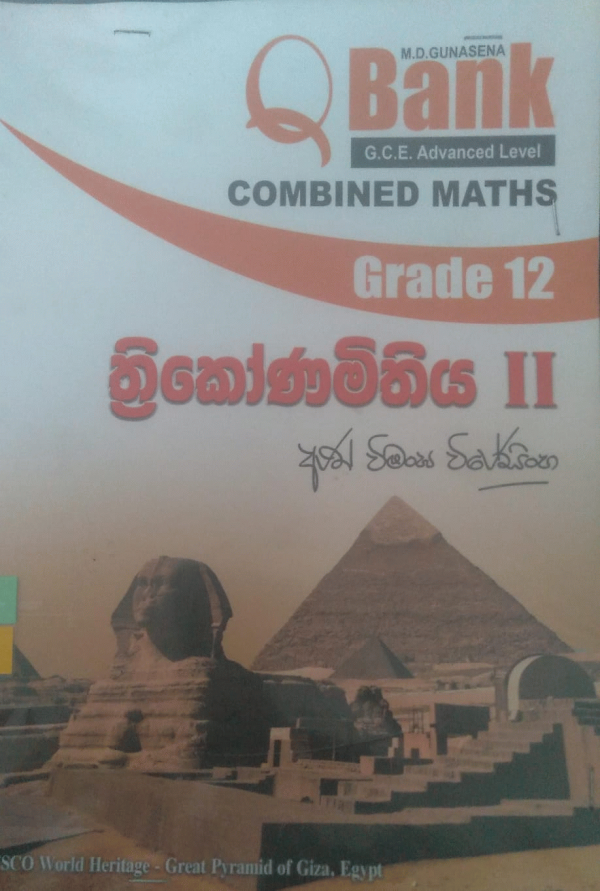 M.D.GUNASENA
Q Bank
G.C.E. Advanced Level
COMBINED MATHS
Grade 12
ත්‍රිකෝණමිතිය II
විමංස විජේසිංහ
SCO World Heritage - Great Pyramid of Giza, Egypt